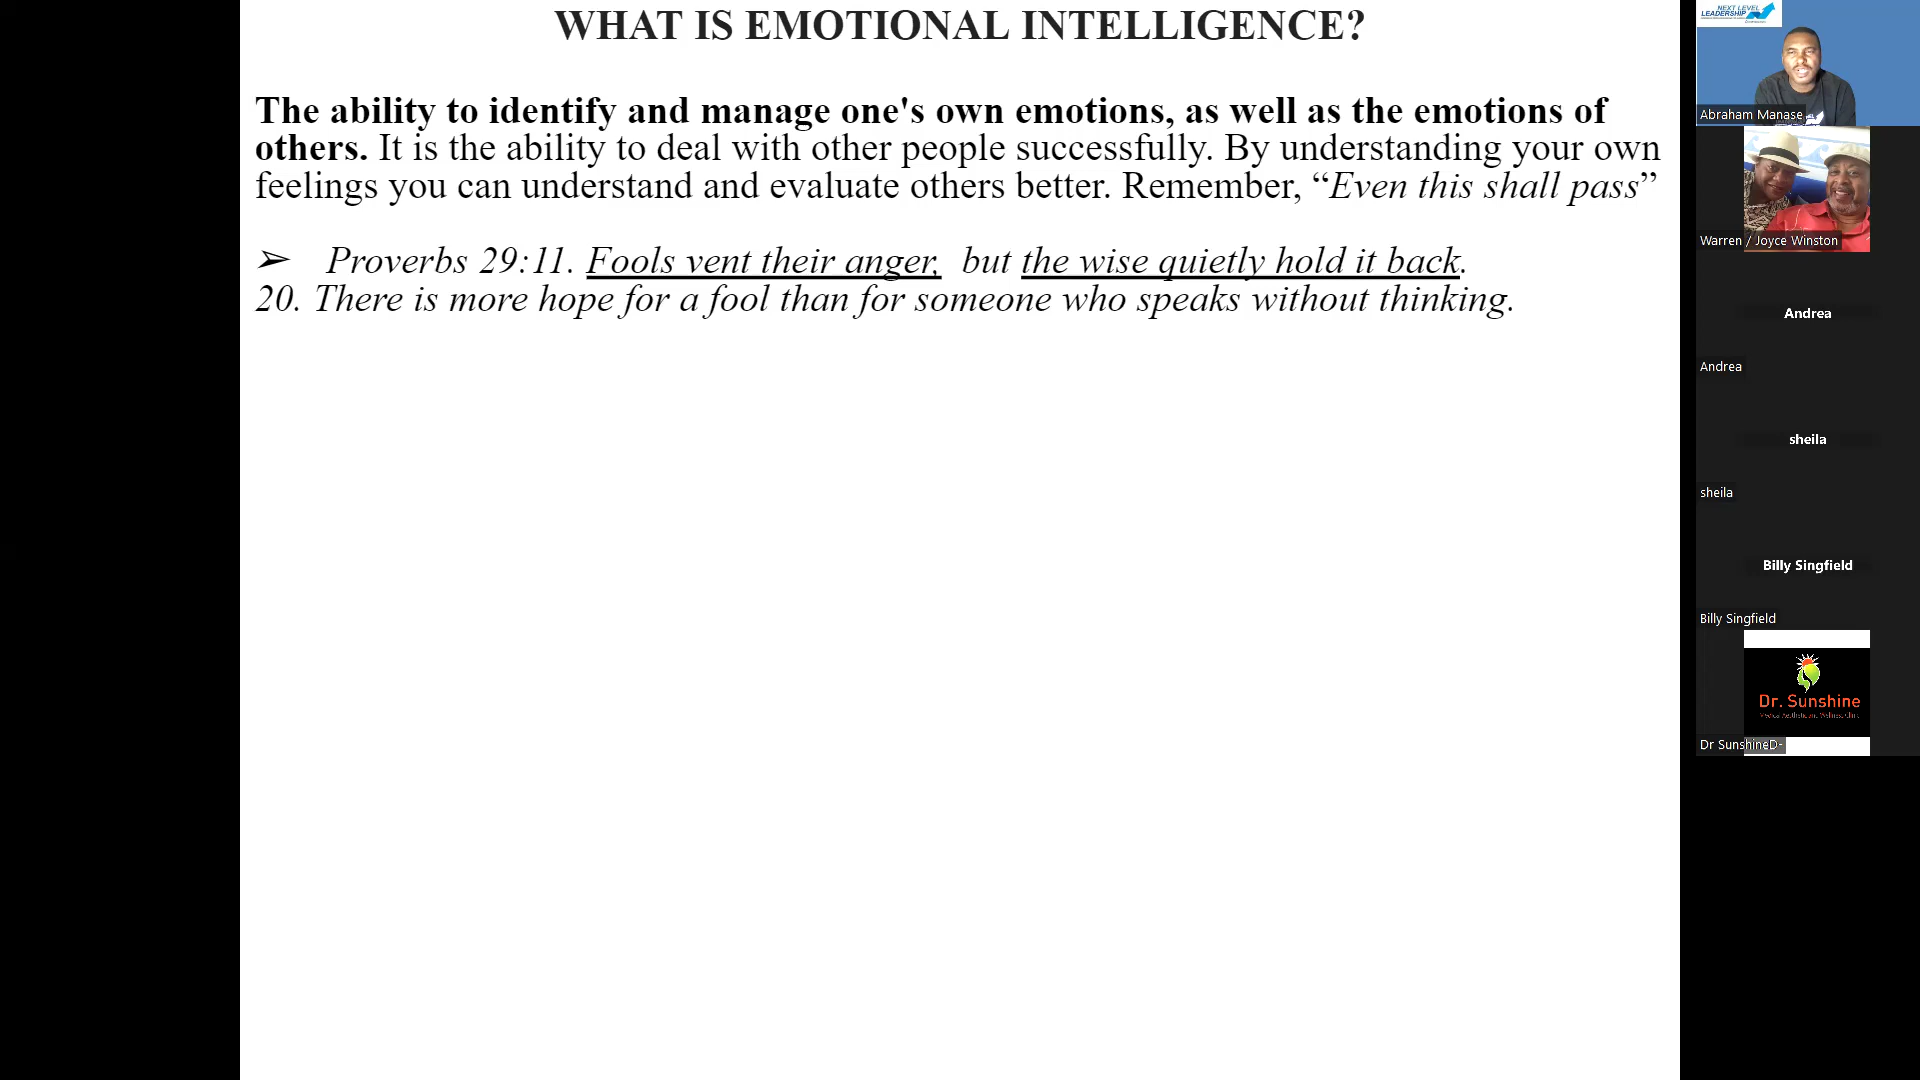 WHAT IS EMOTIONAL INTELLIGENCE?
The ability to identify and manage one's own emotions, as well as the emotions of
others. It is the ability to deal with other people successfully. By understanding your own
feelings you can understand and evaluate others better. Remember, “Even this shall pass”
➢ Proverbs 29:11. Fools vent their anger, but the wise quietly hold it back.
20. There is more hope for a fool than for someone who speaks without thinking.
NEXT LEVEL
LEADERSHIP
Abraham Manase
Warren / Joyce Winston
Andrea
Andrea
sheila
sheila
Billy Singfield
Billy Singfield
Dr. Sunshine
Medical Aesthetic and Wellness Clinic
Dr SunshineD-